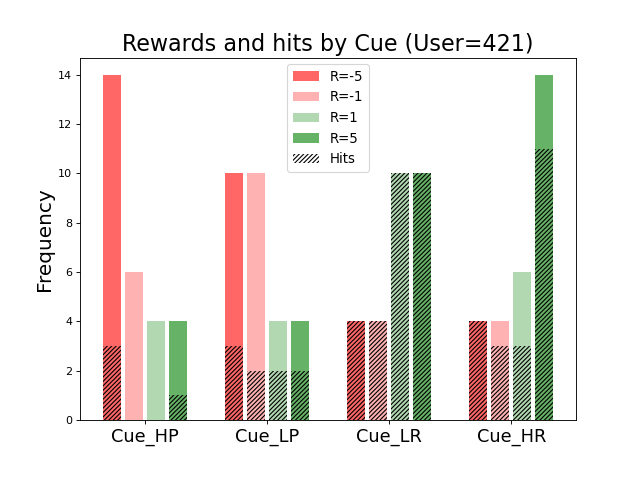 Rewards and hits by Cue (User=421)
R=-5
R=-1
R=1
R=5
Hits
Frequency
14
12
10
8
6
4
2
0
Cue_HP
Cue_LP
Cue_LR
Cue_HR